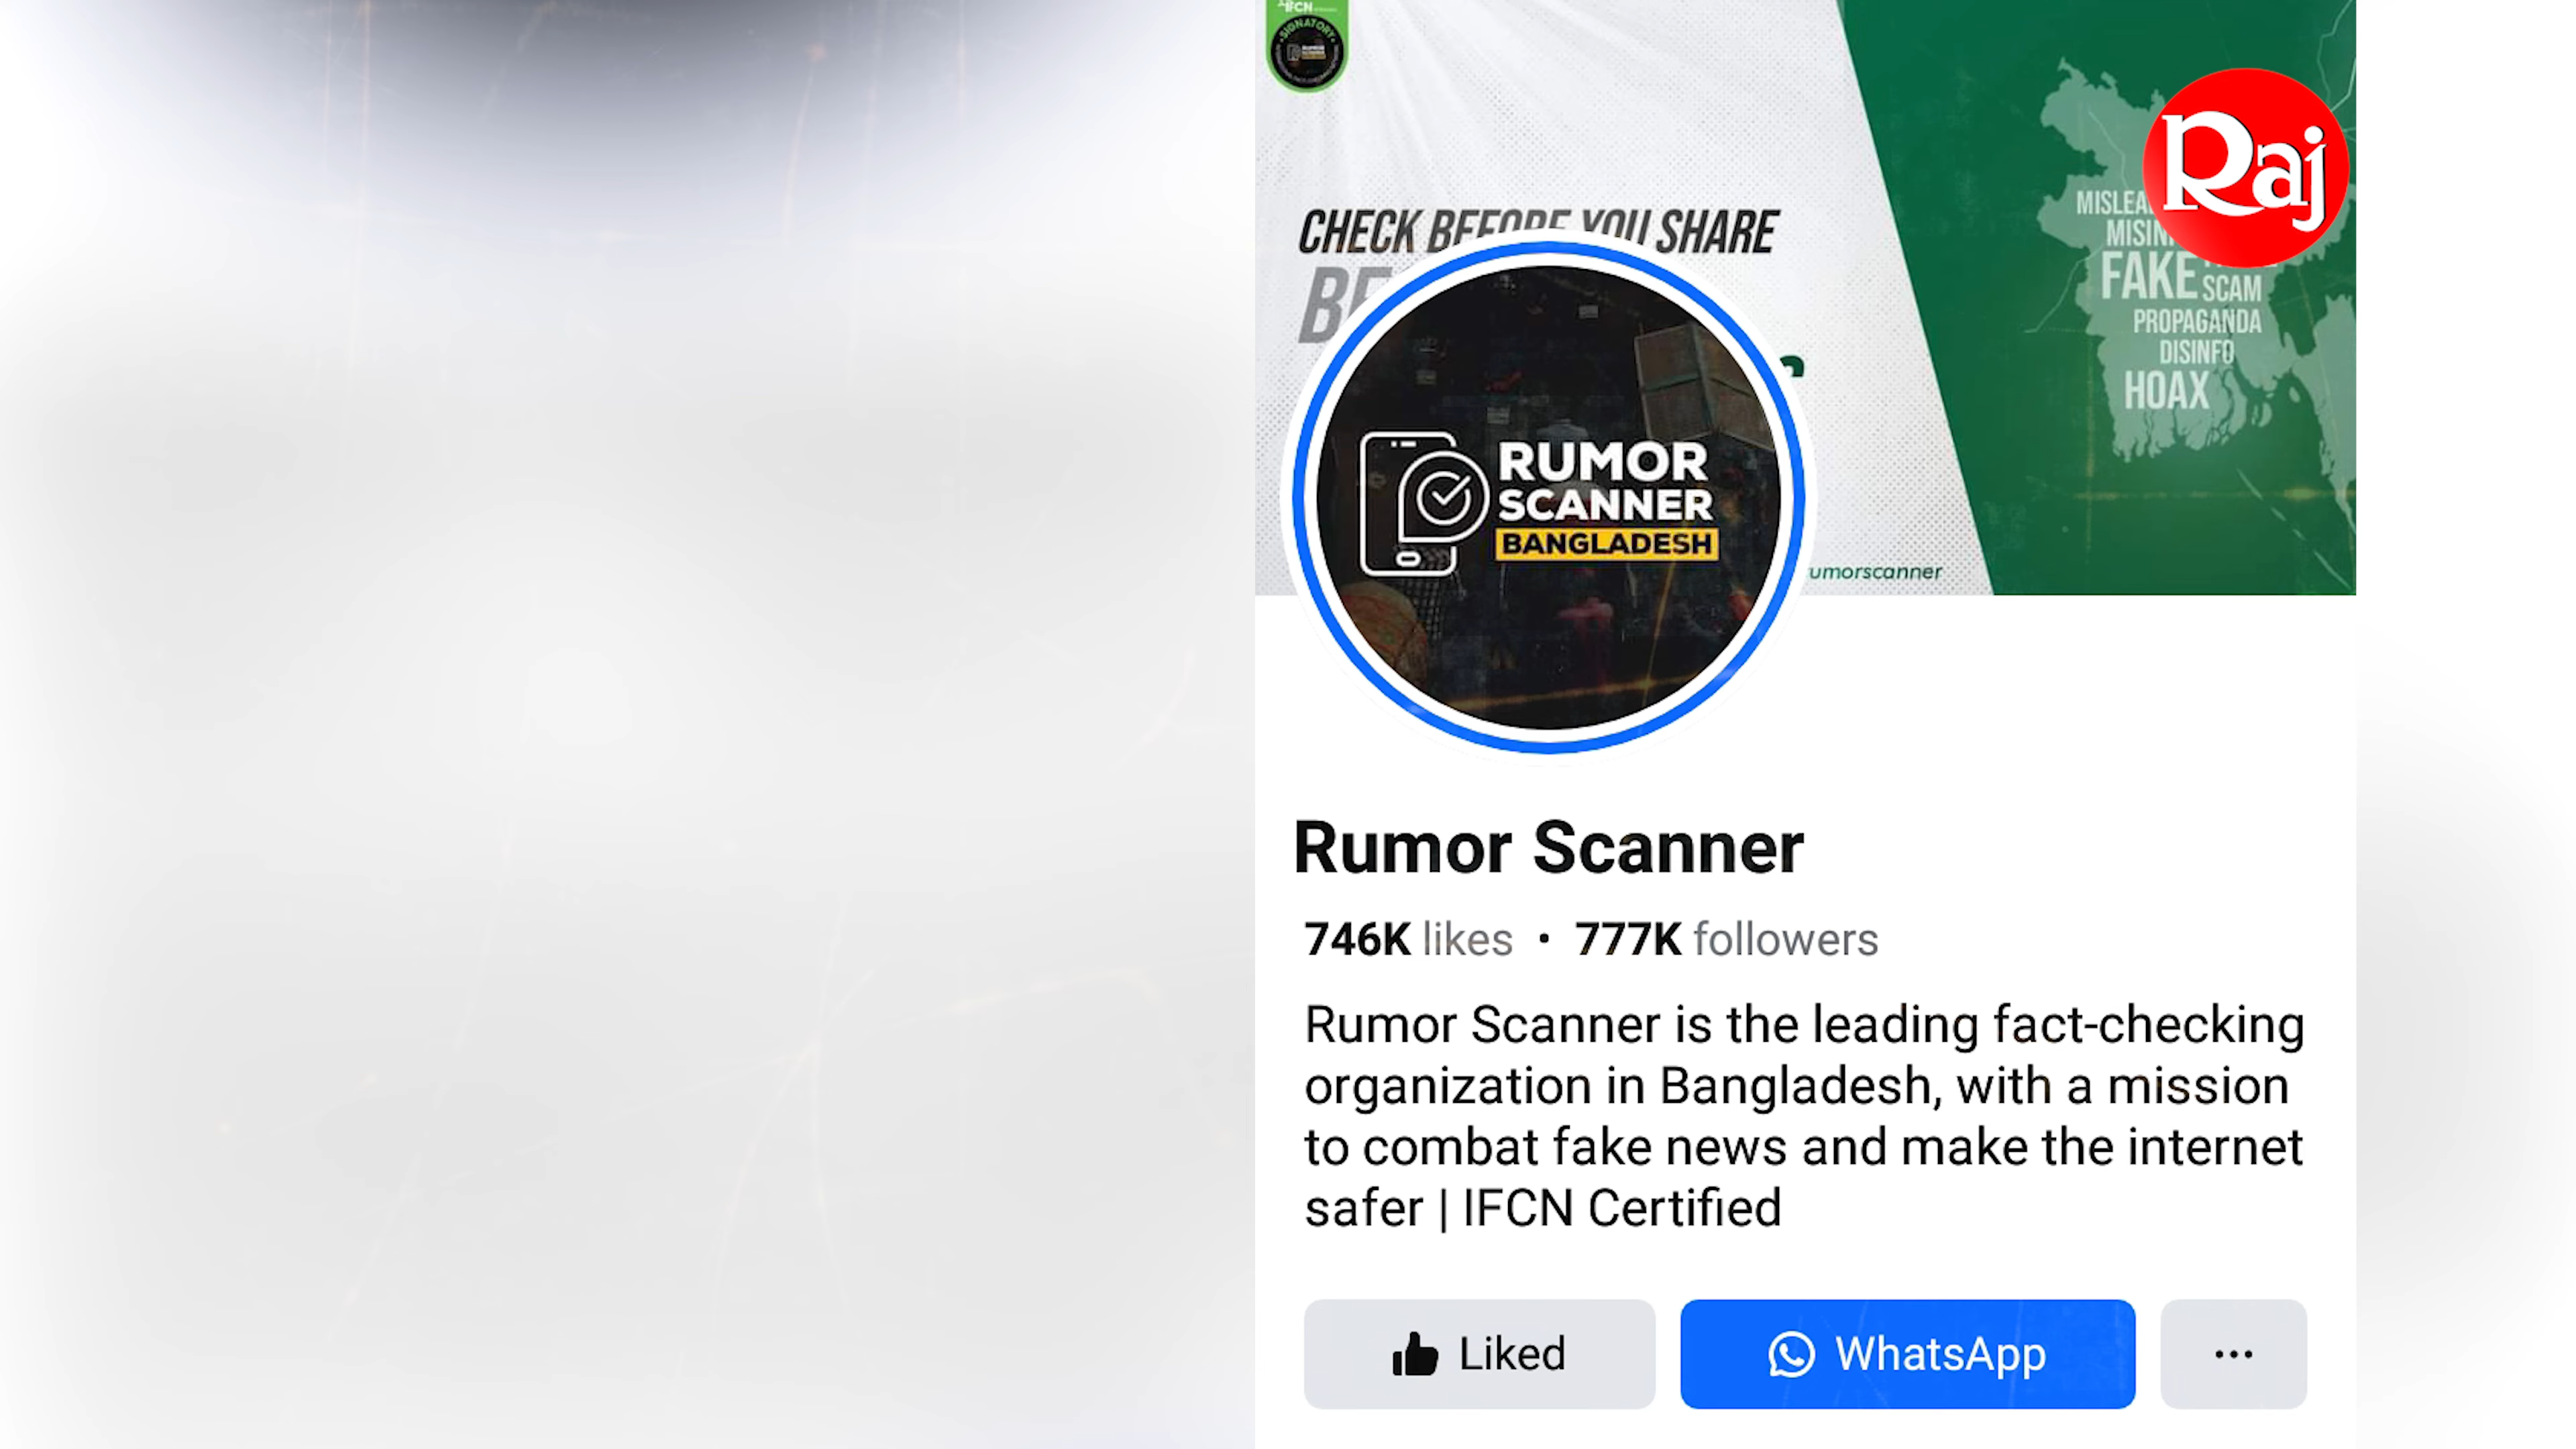 IFCN
SIGNATORY
Raj
CHECK BEFORE YOU SHARE
FAKE
SCAM
PROPAGANDA
DISINFO
HOAX
RUMOR
SCANNER
BANGLADESH
Rumor Scanner
746K likes • 777K followers
Rumor Scanner is the leading fact-checking
organization in Bangladesh, with a mission
to combat fake news and make the internet
safer | IFCN Certified
Liked
WhatsApp